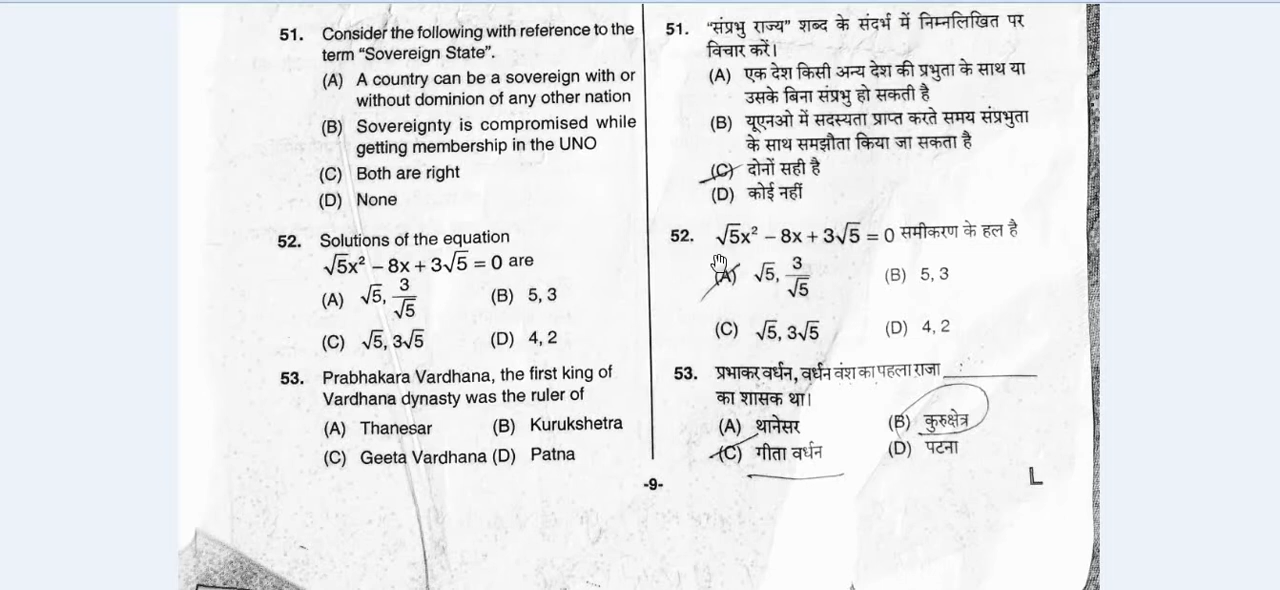 51. Consider the following with reference to the
term “Sovereign State”.
(A) A country can be a sovereign with or
without dominion of any other nation
(B) Sovereignty is compromised while
getting membership in the UNO
(C) Both are right
(D) None
52. Solutions of the equation
√5x² – 8x + 3√5 = 0 are
(A) √5, 3/√5 (B) 5, 3
(C) √5, 3√5 (D) 4, 2
53. Prabhakara Vardhana, the first king of
Vardhana dynasty was the ruler of
(A) Thanesar (B) Kurukshetra
(C) Geeta Vardhana (D) Patna
51. “संप्रभु राज्य” शब्द के संदर्भ में निम्नलिखित पर
विचार करें।
(A) एक देश किसी अन्य देश की प्रभुता के साथ या
उसके बिना संप्रभु हो सकती है
(B) यूएनओ में सदस्यता प्राप्त करते समय संप्रभुता
के साथ समझौता किया जा सकता है
(C) दोनों सही है
(D) कोई नहीं
52. √5x² – 8x + 3√5 = 0 समीकरण के हल है
(A) √5, 3/√5 (B) 5, 3
(C) √5, 3√5 (D) 4, 2
53. प्रभाकर वर्धन, वर्धन वंश का पहला राजा ____________
का शासक था।
(A) थानेसर (B) कुरुक्षेत्र
(C) गीता वर्धन (D) पटना
-9-
L